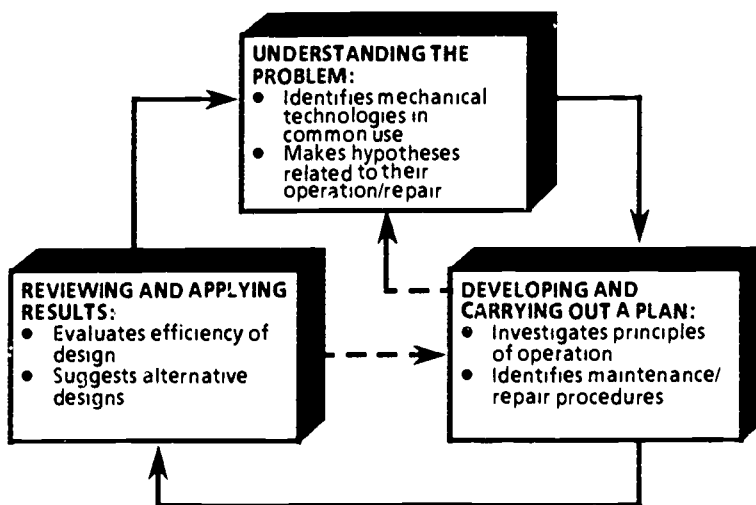 UNDERSTANDING THE
PROBLEM:
● Identifies mechanical
technologies in
common use
● Makes hypotheses
related to their
operation/repair
REVIEWING AND APPLYING
RESULTS:
● Evaluates efficiency of
design
● Suggests alternative
designs
DEVELOPING AND
CARRYING OUT A PLAN:
● Investigates principles
of operation
● Identifies maintenance/
repair procedures